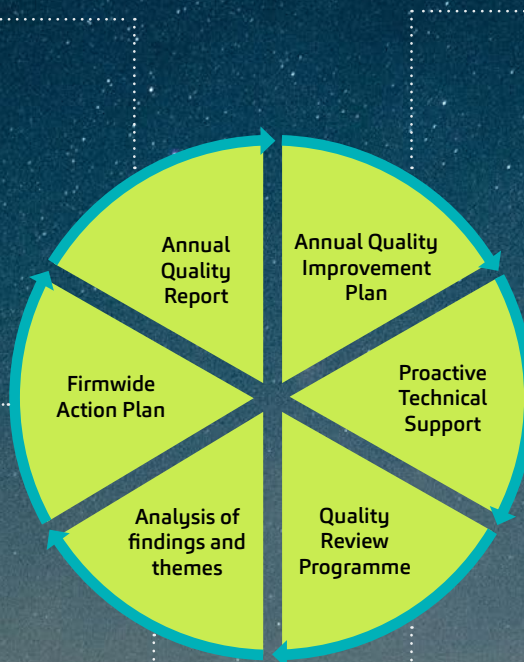 Annual
Quality
Report
Annual Quality
Improvement
Plan
Proactive
Technical
Support
Quality
Review
Programme
Analysis of
findings and
themes
Firmwide
Action Plan